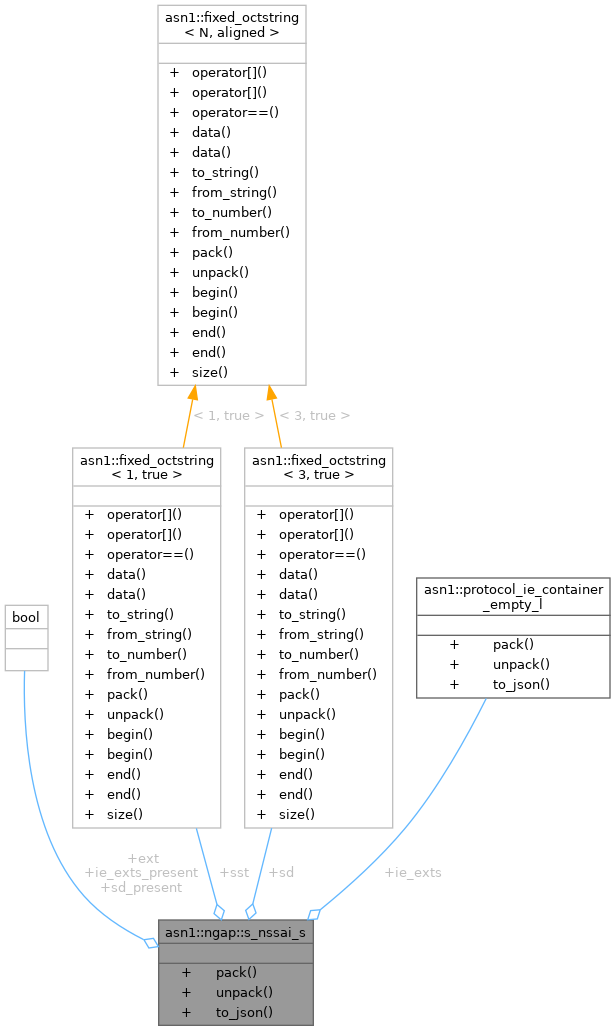 asn1::fixed_octstring
< N, aligned >
+ operator[]()
+ operator[]()
+ operator==()
+ data()
+ data()
+ to_string()
+ from_string()
+ to_number()
+ from_number()
+ pack()
+ unpack()
+ begin()
+ begin()
+ end()
+ end()
+ size()
< 1, true >
< 3, true >
asn1::fixed_octstring
< 1, true >
+ operator[]()
+ operator[]()
+ operator==()
+ data()
+ data()
+ to_string()
+ from_string()
+ to_number()
+ from_number()
+ pack()
+ unpack()
+ begin()
+ begin()
+ end()
+ end()
+ size()
asn1::fixed_octstring
< 3, true >
+ operator[]()
+ operator[]()
+ operator==()
+ data()
+ data()
+ to_string()
+ from_string()
+ to_number()
+ from_number()
+ pack()
+ unpack()
+ begin()
+ begin()
+ end()
+ end()
+ size()
asn1::protocol_ie_container
_empty_l
+ pack()
+ unpack()
+ to_json()
bool
+ext
+ie_exts_present
+sd_present
+sst
+sd
+ie_exts
asn1::ngap::s_nssai_s
+ pack()
+ unpack()
+ to_json()